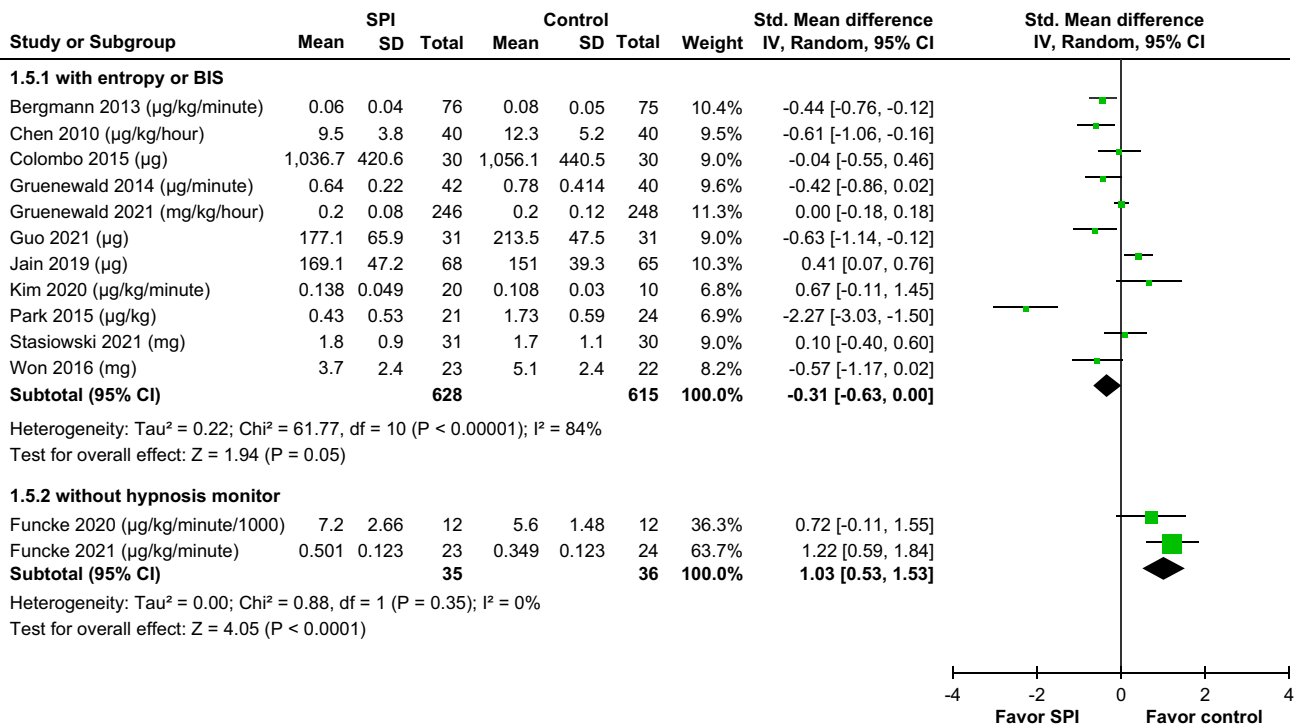 SPI Control Std. Mean difference Std. Mean difference
Study or Subgroup Mean SD Total Mean SD Total Weight IV, Random, 95% CI IV, Random, 95% CI
1.5.1 with entropy or BIS
Bergmann 2013 (µg/kg/minute) 0.06 0.04 76 0.08 0.05 75 10.4% -0.44 [-0.76, -0.12]
Chen 2010 (µg/kg/hour) 9.5 3.8 40 12.3 5.2 40 9.5% -0.61 [-1.06, -0.16]
Colombo 2015 (µg) 1,036.7 420.6 30 1,056.1 440.5 30 9.0% -0.04 [-0.55, 0.46]
Gruenewald 2014 (µg/minute) 0.64 0.22 42 0.78 0.414 40 9.6% -0.42 [-0.86, 0.02]
Gruenewald 2021 (mg/kg/hour) 0.2 0.08 246 0.2 0.12 248 11.3% 0.00 [-0.18, 0.18]
Guo 2021 (µg) 177.1 65.9 31 213.5 47.5 31 9.0% -0.63 [-1.14, -0.12]
Jain 2019 (µg) 169.1 47.2 68 151 39.3 65 10.3% 0.41 [0.07, 0.76]
Kim 2020 (µg/kg/minute) 0.138 0.049 20 0.108 0.03 10 6.8% 0.67 [-0.11, 1.45]
Park 2015 (µg/kg) 0.43 0.53 21 1.73 0.59 24 6.9% -2.27 [-3.03, -1.50]
Stasiowski 2021 (mg) 1.8 0.9 31 1.7 1.1 30 9.0% 0.10 [-0.40, 0.60]
Won 2016 (mg) 3.7 2.4 23 5.1 2.4 22 8.2% -0.57 [-1.17, 0.02]
Subtotal (95% CI) 628 615 100.0% -0.31 [-0.63, 0.00]
Heterogeneity: Tau² = 0.22; Chi² = 61.77, df = 10 (P < 0.00001); I² = 84%
Test for overall effect: Z = 1.94 (P = 0.05)
1.5.2 without hypnosis monitor
Funcke 2020 (µg/kg/minute/1000) 7.2 2.66 12 5.6 1.48 12 36.3% 0.72 [-0.11, 1.55]
Funcke 2021 (µg/kg/minute) 0.501 0.123 23 0.349 0.123 24 63.7% 1.22 [0.59, 1.84]
Subtotal (95% CI) 35 36 100.0% 1.03 [0.53, 1.53]
Heterogeneity: Tau² = 0.00; Chi² = 0.88, df = 1 (P = 0.35); I² = 0%
Test for overall effect: Z = 4.05 (P < 0.0001)
-4 -2 0 2 4
Favor SPI Favor control